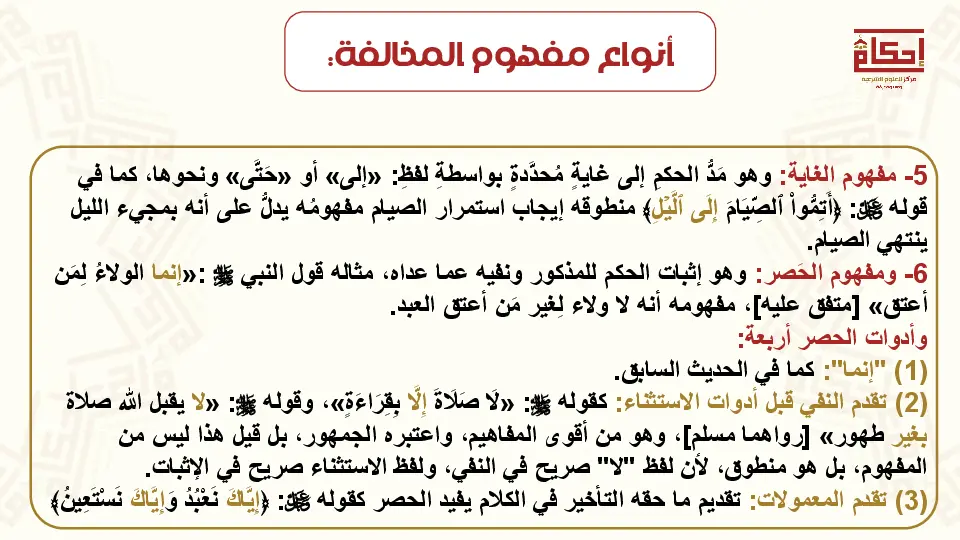 أنواع مفهوم المخالفة:
إحكام
مركز للعلوم الشرعية
5- مفهوم الغاية: وهو مَدُّ الحكمِ إلى غايةٍ مُحدَّدةٍ بواسطةِ لفظِ: «إلى» أو «حَتَّى» ونحوها، كما في
قوله ﷻ: ﴿أَتِمُّواْ ٱلصِّيَامَ إِلَى ٱلَّيۡلِ﴾ منطوقه إيجاب استمرار الصيام مفهومُه يدلُّ على أنه بمجيء الليل
ينتهي الصيام.
6- ومفهوم الحَصر: وهو إثبات الحكم للمذكور ونفيه عما عداه، مثاله قول النبي ﷺ :«إنما الولاءُ لِمَن
أعتق» [متفق عليه]، مفهومه أنه لا ولاء لِغير مَن أعتق العبد.
وأدوات الحصر أربعة:
(1) "إنما": كما في الحديث السابق.
(2) تقدم النفي قبل أدوات الاستثناء: كقوله ﷺ: «لَا صَلَاةَ إِلَّا بِقِرَاءَةٍ»، وقوله ﷺ: «لا يقبل الله صلاة
بغير طهور» [رواهما مسلم]، وهو من أقوى المفاهيم، واعتبره الجمهور، بل قيل هذا ليس من
المفهوم، بل هو منطوق، لأن لفظ "لا" صريح في النفي، ولفظ الاستثناء صريح في الإثبات.
(3) تقدم المعمولات: تقديم ما حقه التأخير في الكلام يفيد الحصر كقوله ﷻ: ﴿إِيَّاكَ نَعۡبُدُ وَإِيَّاكَ نَسۡتَعِينُ﴾